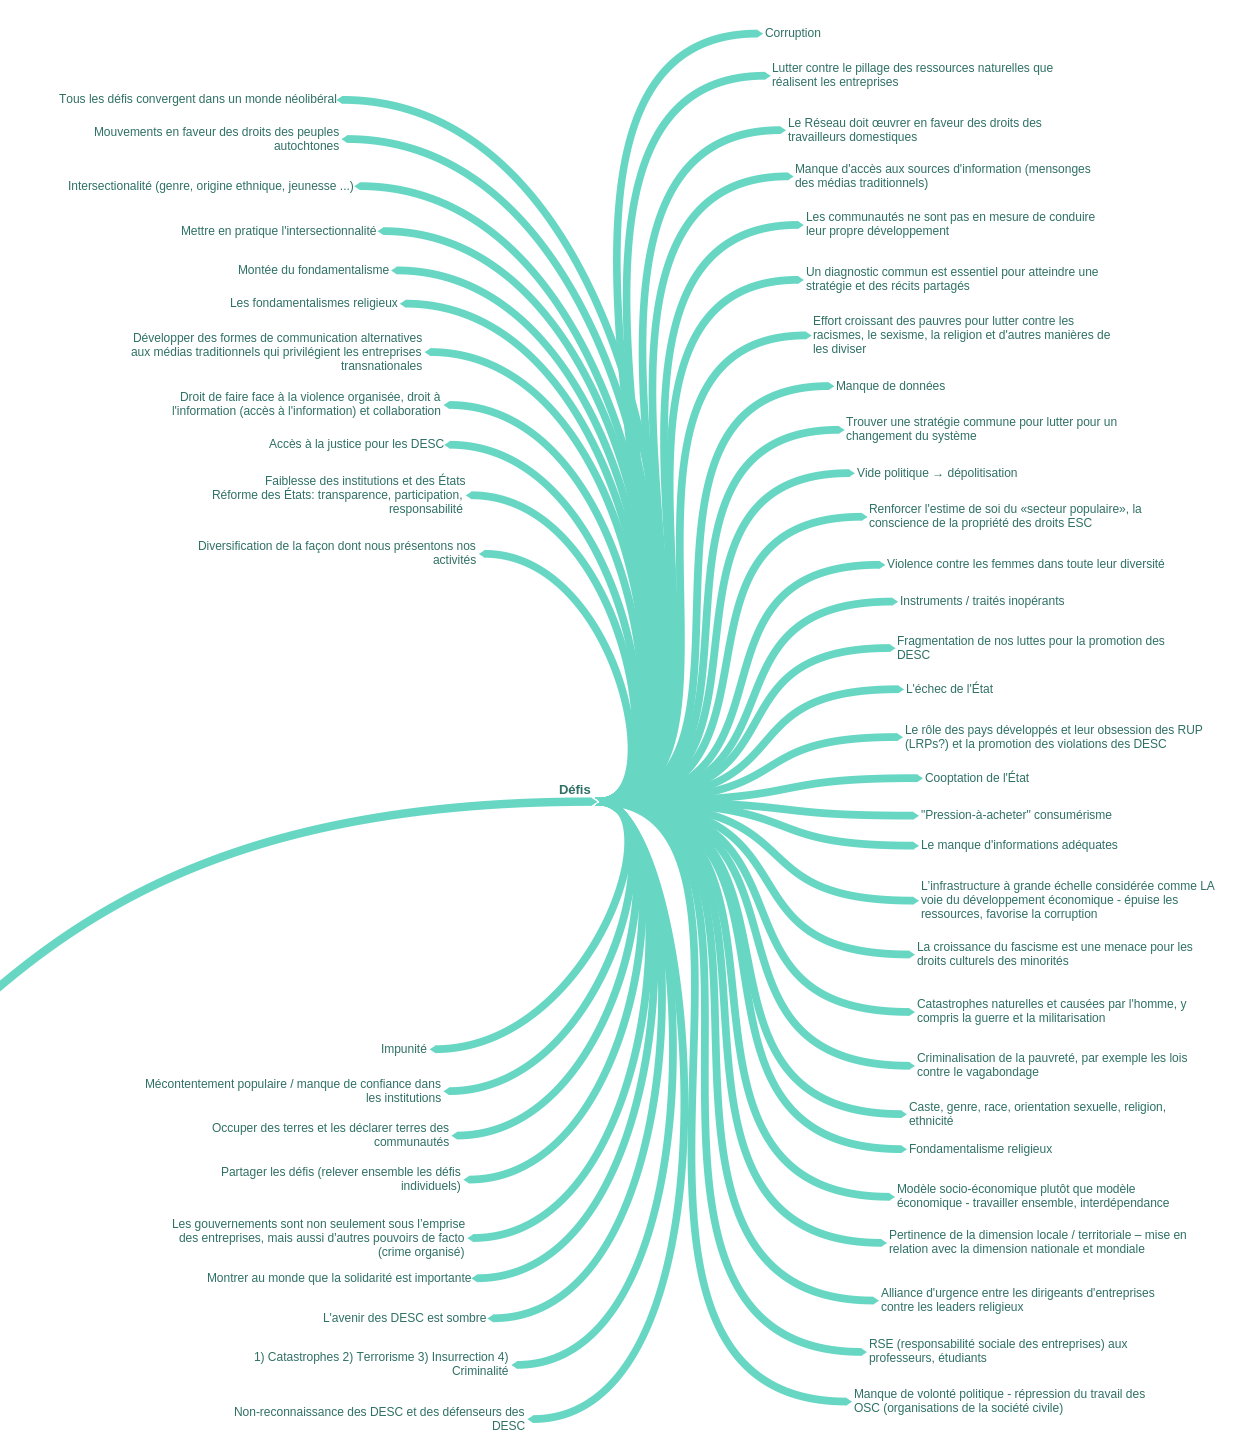 Corruption
Lutter contre le pillage des ressources naturelles que
réalisent les entreprises
Le Réseau doit œuvrer en faveur des droits des
travailleurs domestiques
Manque d'accès aux sources d'information (mensonges
des médias traditionnels)
Les communautés ne sont pas en mesure de conduire
leur propre développement
Un diagnostic commun est essentiel pour atteindre une
stratégie et des récits partagés
Effort croissant des pauvres pour lutter contre les
racismes, le sexisme, la religion et d'autres manières de
les diviser
Manque de données
Trouver une stratégie commune pour lutter pour un
changement du système
Vide politique → dépolitisation
Renforcer l'estime de soi du «secteur populaire», la
conscience de la propriété des droits ESC
Violence contre les femmes dans toute leur diversité
Instruments / traités inopérants
Fragmentation de nos luttes pour la promotion des
DESC
L'échec de l'État
Le rôle des pays développés et leur obsession des RUP
(LRPs?) et la promotion des violations des DESC
Cooptation de l'État
"Pression-à-acheter" consumérisme
Le manque d'informations adéquates
L'infrastructure à grande échelle considérée comme LA
voie du développement économique - épuise les
ressources, favorise la corruption
La croissance du fascisme est une menace pour les
droits culturels des minorités
Catastrophes naturelles et causées par l'homme, y
compris la guerre et la militarisation
Criminalisation de la pauvreté, par exemple les lois
contre le vagabondage
Caste, genre, race, orientation sexuelle, religion,
ethnicité
Fondamentalisme religieux
Modèle socio-économique plutôt que modèle
économique - travailler ensemble, interdépendance
Pertinence de la dimension locale / territoriale – mise en
relation avec la dimension nationale et mondiale
Alliance d'urgence entre les dirigeants d'entreprises
contre les leaders religieux
RSE (responsabilité sociale des entreprises) aux
professeurs, étudiants
Manque de volonté politique - répression du travail des
OSC (organisations de la société civile)
Tous les défis convergent dans un monde néolibéral
Mouvements en faveur des droits des peuples
autochtones
Intersectionalité (genre, origine ethnique, jeunesse ...)
Mettre en pratique l'intersectionnalité
Montée du fondamentalisme
Les fondamentalismes religieux
Développer des formes de communication alternatives
aux médias traditionnels qui privilégient les entreprises
transnationales
Droit de faire face à la violence organisée, droit à
l'information (accès à l'information) et collaboration
Accès à la justice pour les DESC
Faiblesse des institutions et des États
Réforme des États: transparence, participation,
responsabilité
Diversification de la façon dont nous présentons nos
activités
Défis
Impunité
Mécontentement populaire / manque de confiance dans
les institutions
Occuper des terres et les déclarer terres des
communautés
Partager les défis (relever ensemble les défis
individuels)
Les gouvernements sont non seulement sous l'emprise
des entreprises, mais aussi d'autres pouvoirs de facto
(crime organisé)
Montrer au monde que la solidarité est importante
L'avenir des DESC est sombre
1) Catastrophes 2) Terrorisme 3) Insurrection 4)
Criminalité
Non-reconnaissance des DESC et des défenseurs des
DESC